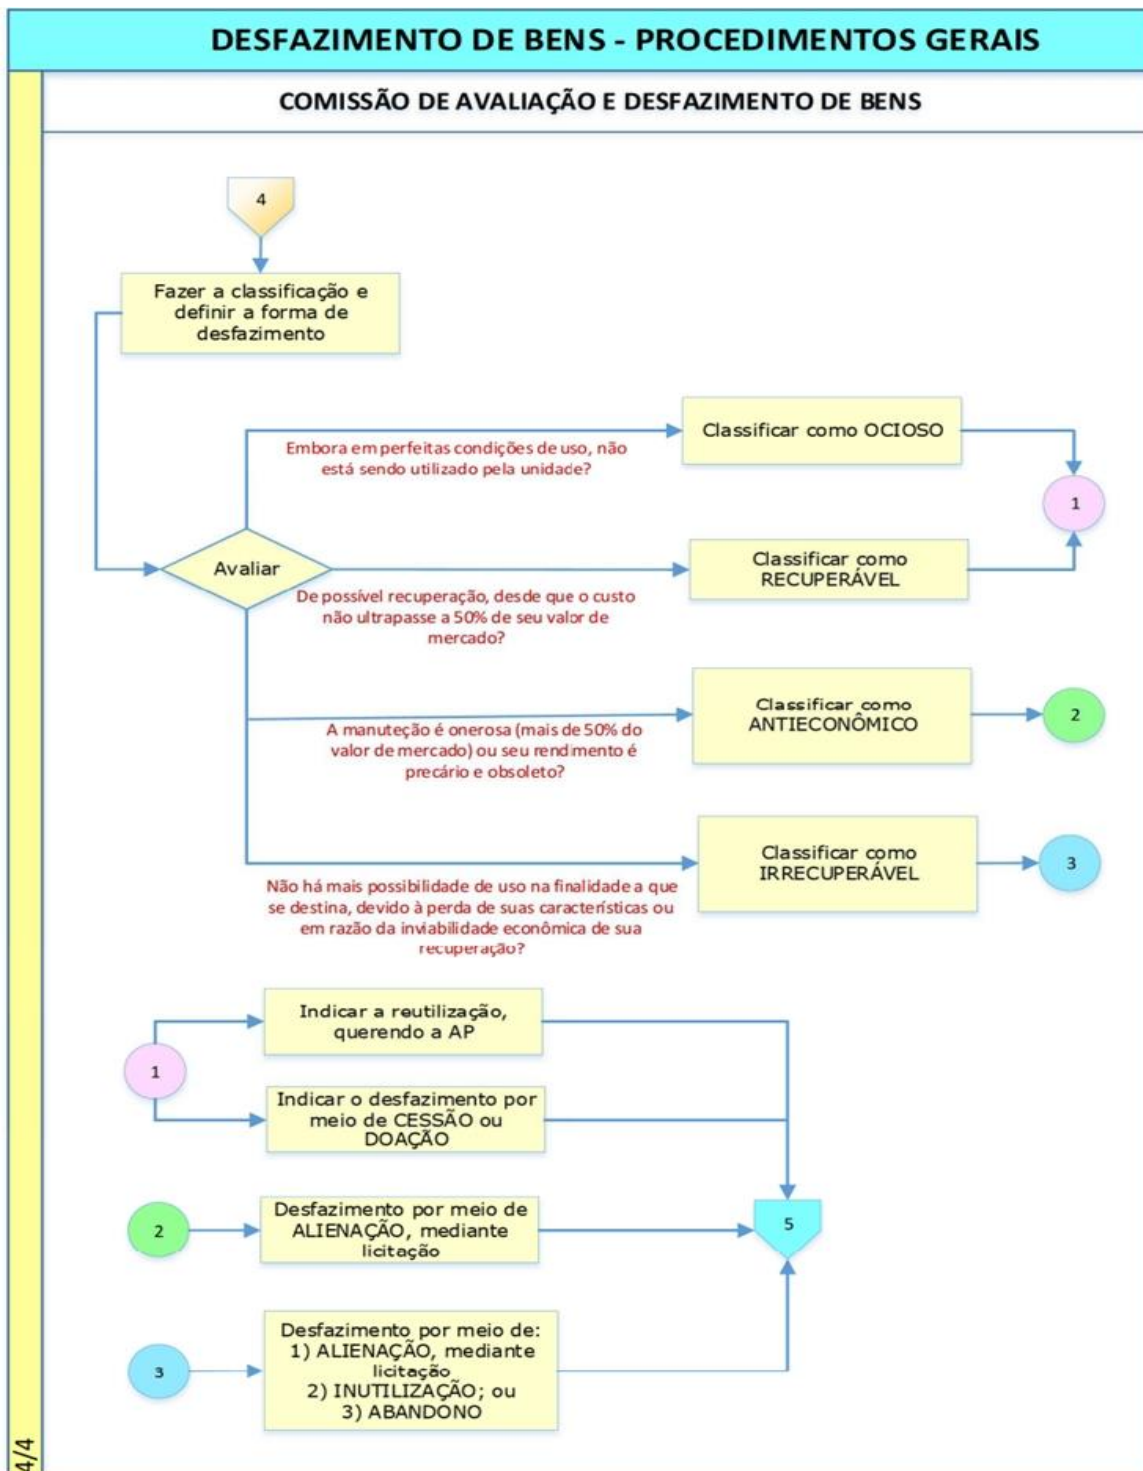 DESFAZIMENTO DE BENS - PROCEDIMENTOS GERAIS
COMISSÃO DE AVALIAÇÃO E DESFAZIMENTO DE BENS
4
Fazer a classificação e
definir a forma de
desfazimento
Classificar como OCIOSO
Embora em perfeitas condições de uso, não
está sendo utilizado pela unidade?
1
Avaliar
Classificar como
RECUPERÁVEL
De possível recuperação, desde que o custo
não ultrapasse a 50% de seu valor de
mercado?
Classificar como
ANTIECONÔMICO
2
A manuteção é onerosa (mais de 50% do
valor de mercado) ou seu rendimento é
precário e obsoleto?
Classificar como
IRRECUPERÁVEL
3
Não há mais possibilidade de uso na finalidade a que
se destina, devido à perda de suas características ou
em razão da inviabilidade econômica de sua
recuperação?
Indicar a reutilização,
querendo a AP
1
Indicar o desfazimento por
meio de CESSÃO ou
DOAÇÃO
2
Desfazimento por meio de
ALIENAÇÃO, mediante
licitação
5
3
Desfazimento por meio de:
1) ALIENAÇÃO, mediante
licitação
2) INUTILIZAÇÃO; ou
3) ABANDONO
4/4